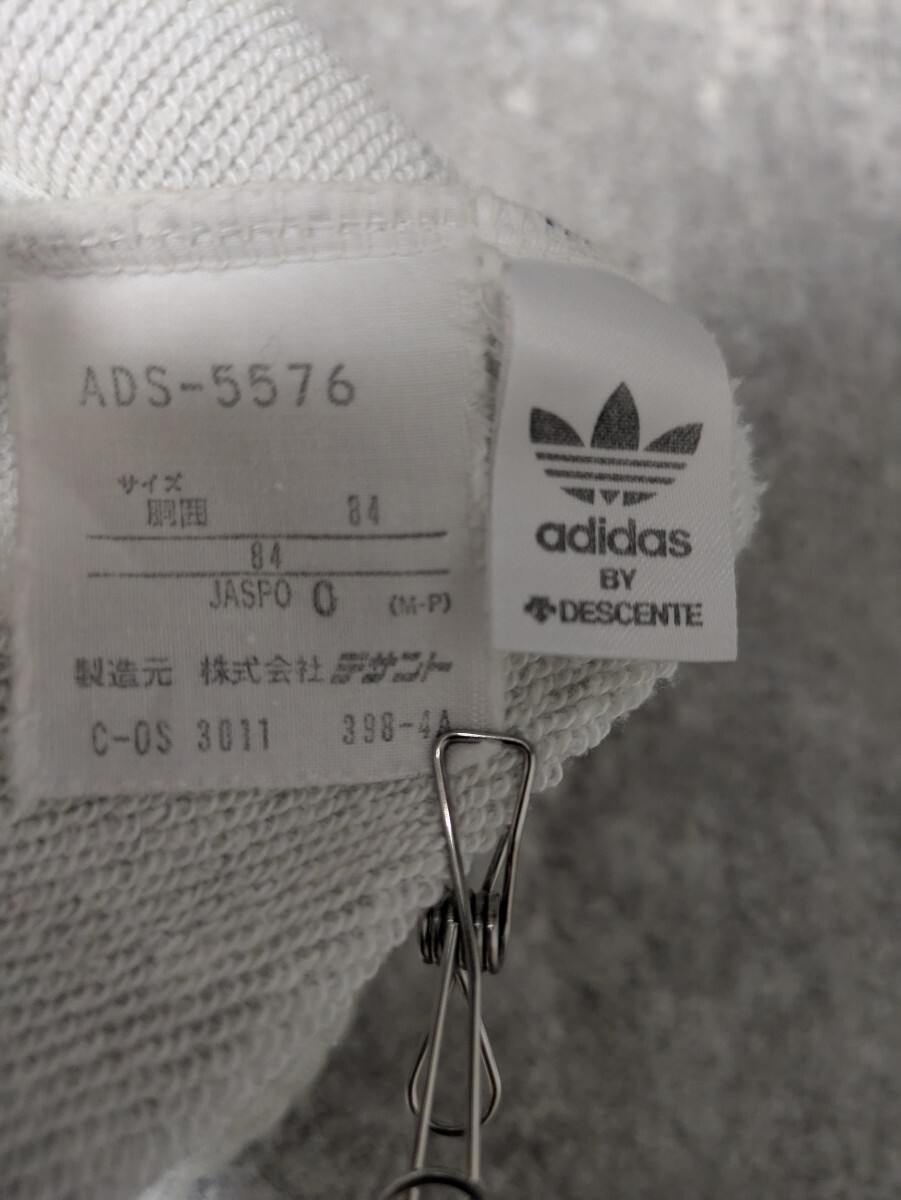 ADS-5576
サイズ
胴囲 84
84
JASPO O (M-P)
製造元 株式会社デサント
C-OS 3011 398-4A
adidas
BY
DESCENTE